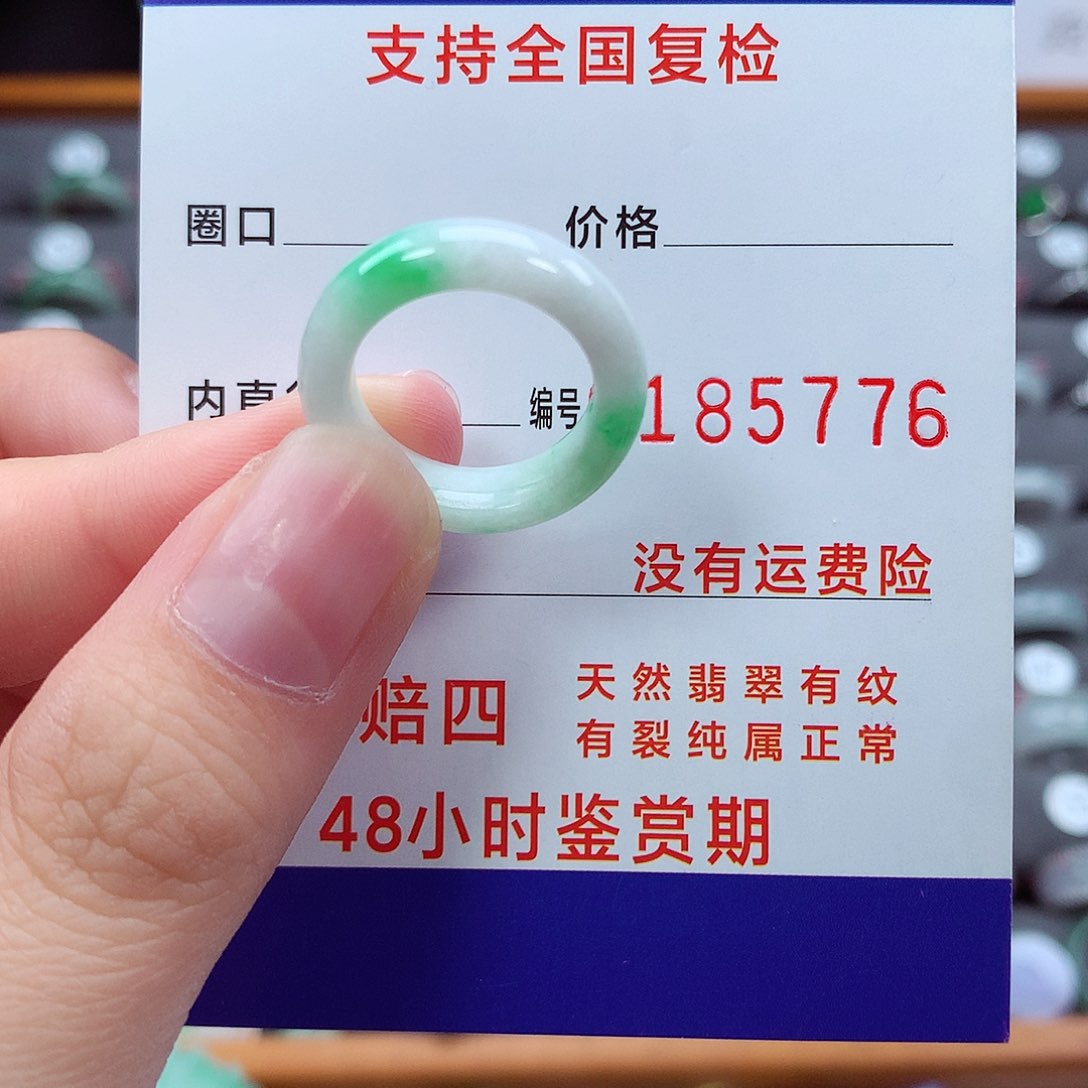 支持全国复检
圈口 价格
内直 编号 185776
没有运费险
赔四 天然翡翠有纹
有裂纯属正常
48小时鉴赏期